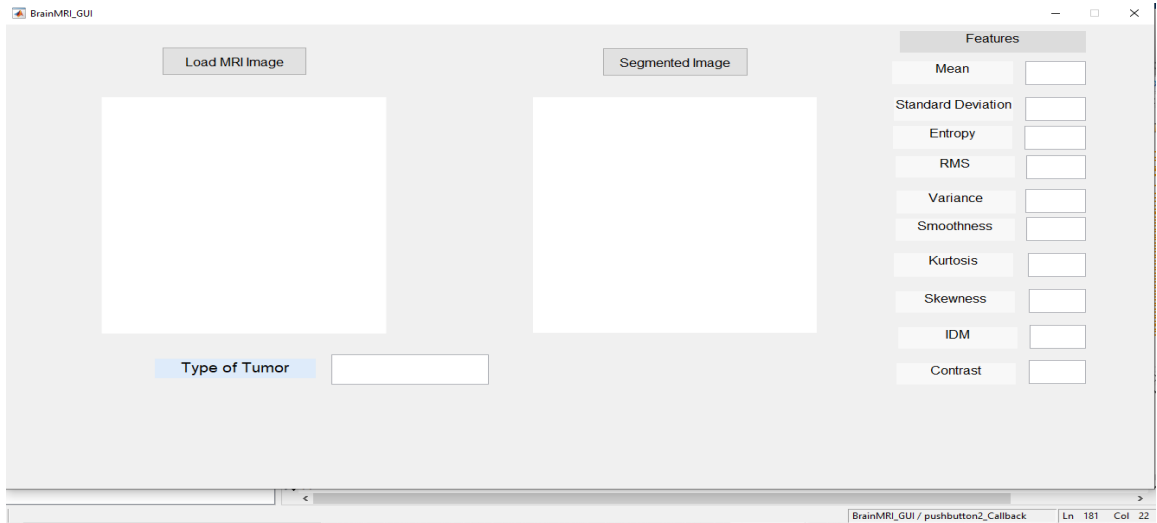 BrainMRI_GUI
Load MRI Image
Segmented Image
Features
Mean
Standard Deviation
Entropy
RMS
Variance
Smoothness
Kurtosis
Skewness
IDM
Contrast
Type of Tumor
BrainMRI_GUI / pushbutton2_Callback Ln 181 Col 22